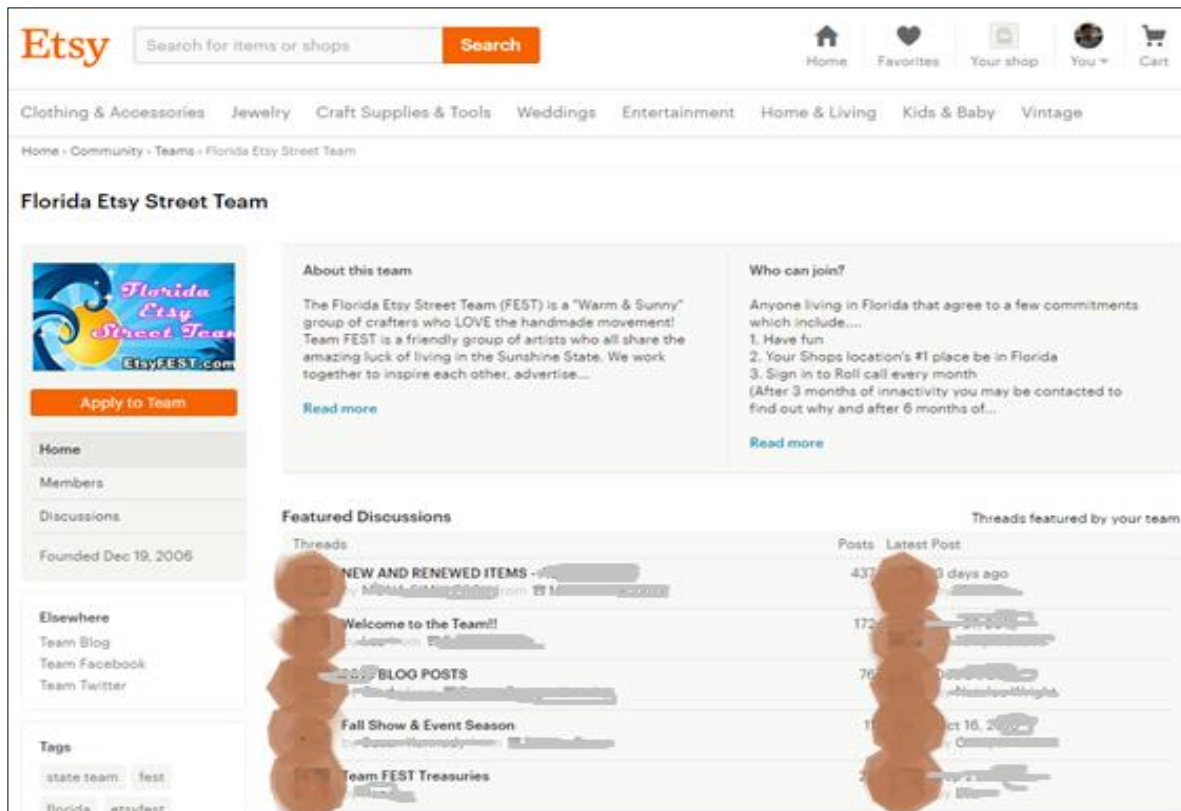 Etsy
Search for items or shops
Search
Home
Favorites
Your shop
You
Cart
Clothing & Accessories Jewelry Craft Supplies & Tools Weddings Entertainment Home & Living Kids & Baby Vintage
Home › Community › Teams › Florida Etsy Street Team
Florida Etsy Street Team
Florida
Etsy
Street Team
EtsyFEST.com
Apply to Team
Home
Members
Discussions
Founded Dec 19, 2006
Elsewhere
Team Blog
Team Facebook
Team Twitter
Tags
state team fest
florida etsyfest
About this team
The Florida Etsy Street Team (FEST) is a "Warm & Sunny"
group of crafters who LOVE the handmade movement!
Team FEST is a friendly group of artists who all share the
amazing luck of living in the Sunshine State. We work
together to inspire each other, advertise...
Read more
Who can join?
Anyone living in Florida that agree to a few commitments
which include....
1. Have fun
2. Your Shops location's #1 place be in Florida
3. Sign in to Roll call every month
(After 3 months of innactivity you may be contacted to
find out why and after 6 months of...
Read more
Featured Discussions
Threads featured by your team
Threads Posts Latest Post
NEW AND RENEWED ITEMS - 437 3 days ago
from
Welcome to the Team!! 172
BLOG POSTS
Fall Show & Event Season
Team FEST Treasuries